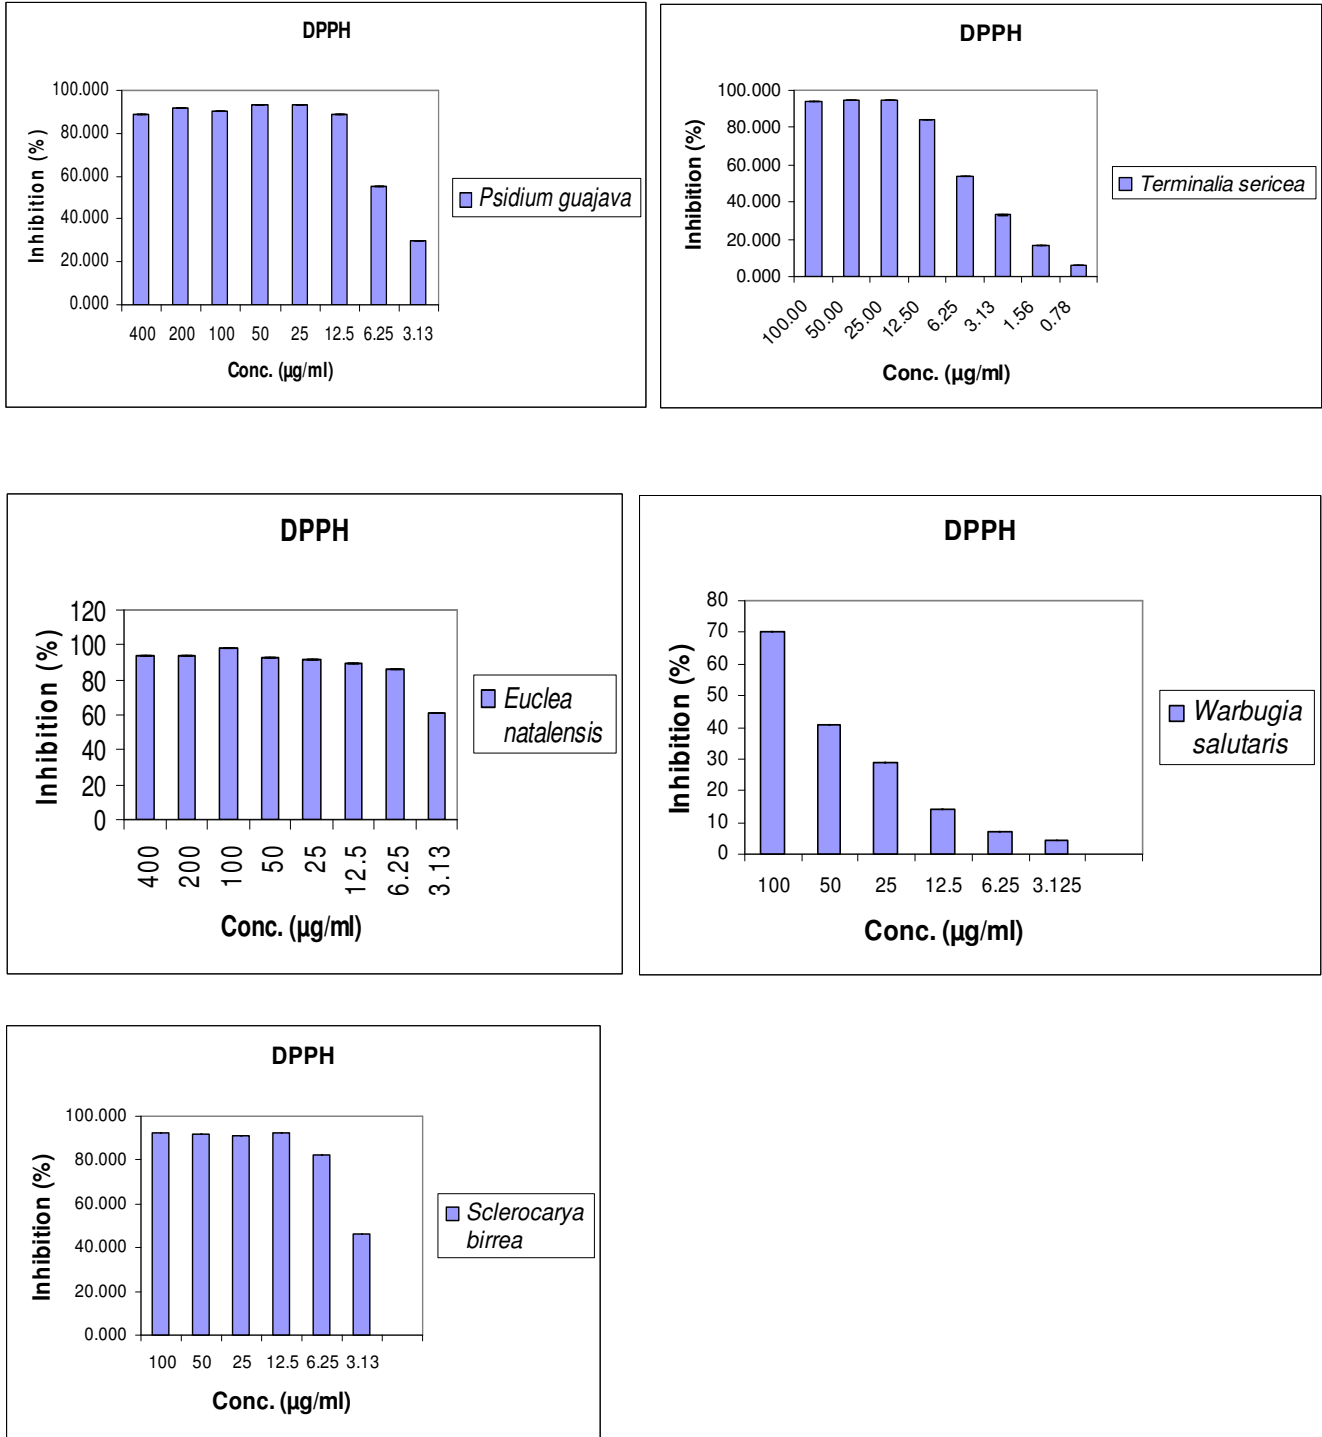 DPPH
100.000
80.000
60.000
40.000
20.000
0.000
Inhibition (%)
400 200 100 50 25 12.5 6.25 3.13
Conc. (µg/ml)
Psidium guajava
DPPH
100.000
80.000
60.000
40.000
20.000
0.000
Inhibition (%)
100.00 50.00 25.00 12.50 6.25 3.13 1.56 0.78
Conc. (µg/ml)
Terminalia sericea
DPPH
120
100
80
60
40
20
0
Inhibition (%)
400 200 100 50 25 12.5 6.25 3.13
Conc. (µg/ml)
Euclea
natalensis
DPPH
80
70
60
50
40
30
20
10
0
Inhibition (%)
100 50 25 12.5 6.25 3.125
Conc. (µg/ml)
Warbugia
salutaris
DPPH
100.000
80.000
60.000
40.000
20.000
0.000
Inhibition (%)
100 50 25 12.5 6.25 3.13
Conc. (µg/ml)
Sclerocarya
birrea